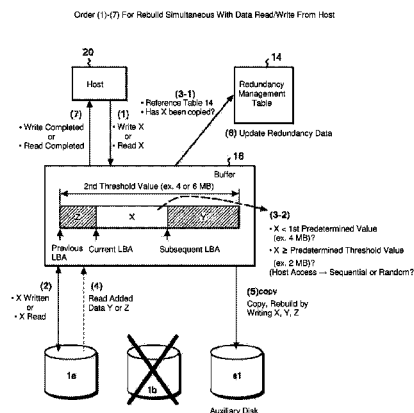 Order (1)-(7) For Rebuild Simultaneous With Data Read/Write From Host
20
Host
14
Redundancy
Management
Table
(3-1)
• Reference Table 14
• Has X been copied?
(7)
• Write Completed
or
• Read Completed
(1)
• Write X
or
• Read X
(6) Update Redundancy Data
16
Buffer
2nd Threshold Value (ex. 4 or 6 MB)
Z
X
Y
Previous
LBA
Current LBA
Subsequent LBA
(3-2)
• X < 1st Predetermined Value
(ex. 4 MB)?
• X ≥ Predetermined Threshold Value
(ex. 2 MB)?
(Host Access → Sequential or Random?)
(2)
• X Written
or
• X Read
(4)
Read Added
Data Y or Z
(5)copy
Copy, Rebuild by
Writing X, Y, Z
1a
1b
s1
Auxiliary Disk